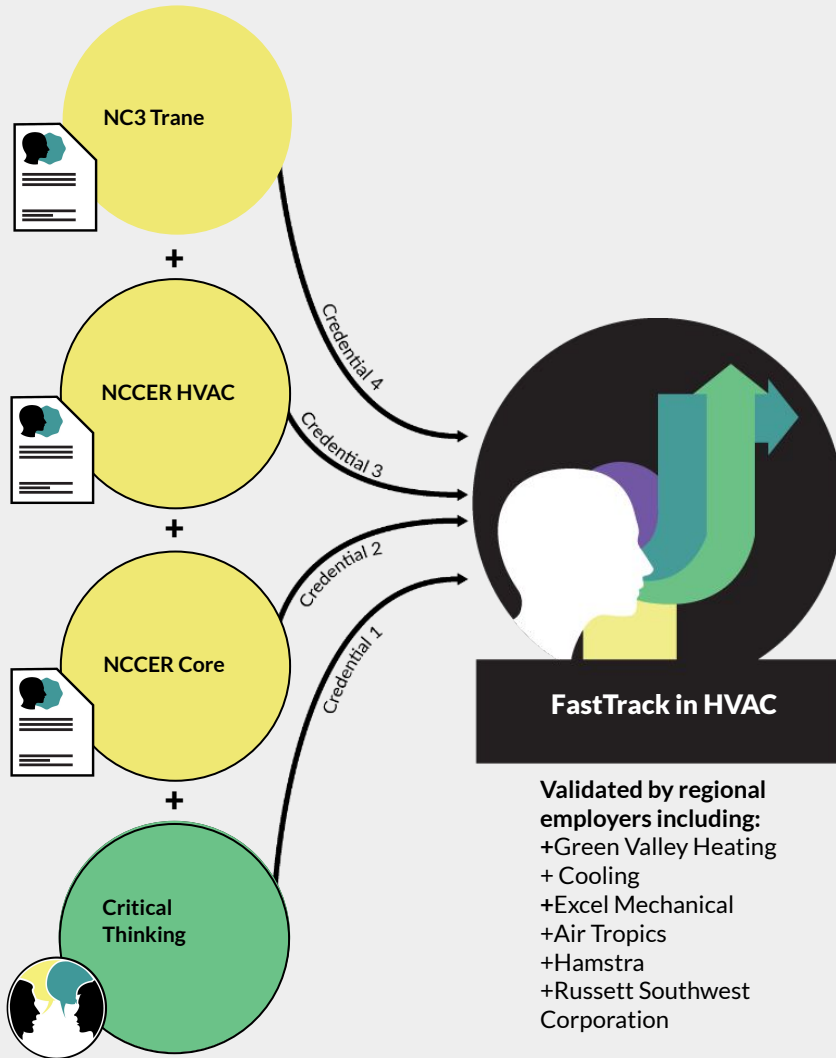 NC3 Trane
+
NCCER HVAC
+
NCCER Core
+
Critical
Thinking
Credential 4
Credential 3
Credential 2
Credential 1
FastTrack in HVAC
Validated by regional
employers including:
+Green Valley Heating
+ Cooling
+Excel Mechanical
+Air Tropics
+Hamstra
+Russett Southwest
Corporation